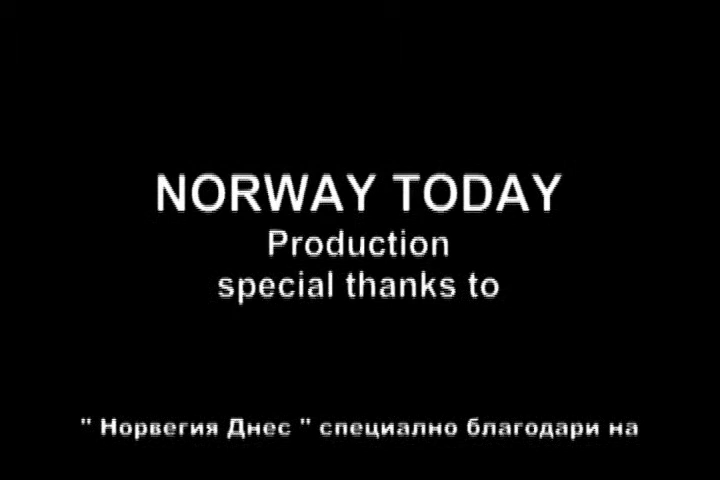 NORWAY TODAY
Production
special thanks to
" Норвегия Днес " специално благодари на